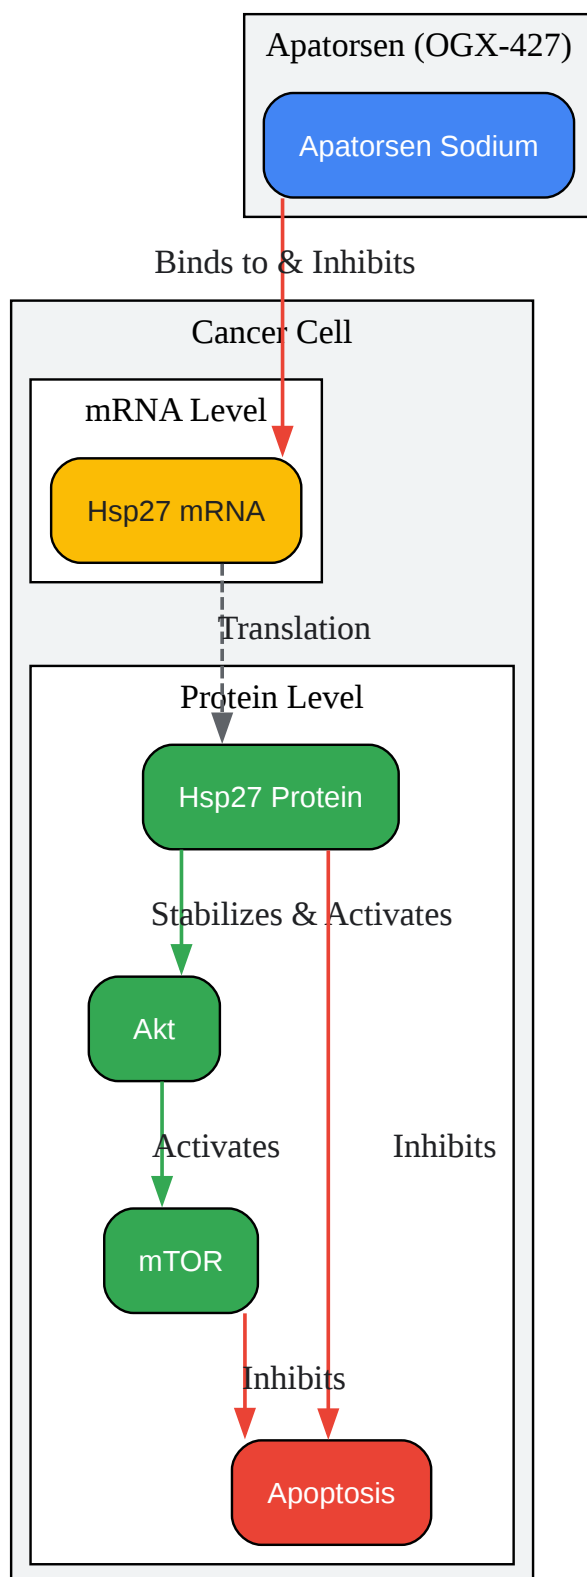 Apatorsen (OGX-427)
Apatorsen Sodium
Binds to & Inhibits
Cancer Cell
mRNA Level
Hsp27 mRNA
Translation
Protein Level
Hsp27 Protein
Stabilizes & Activates
Akt
Activates
Inhibits
mTOR
Inhibits
Apoptosis